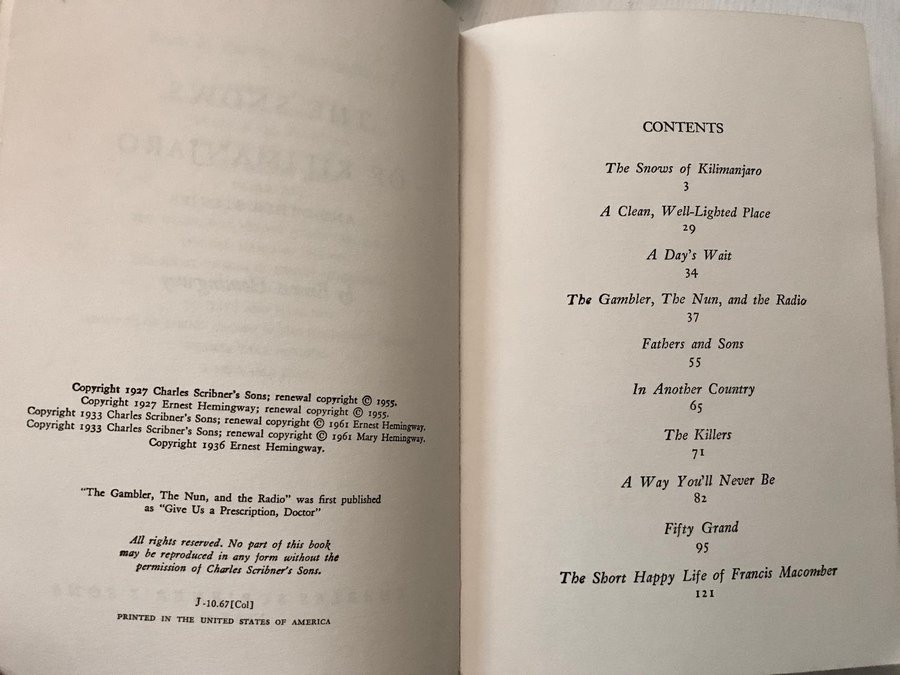 Copyright 1927 Charles Scribner's Sons; renewal copyright © 1955.
Copyright 1927 Ernest Hemingway; renewal copyright © 1955.
Copyright 1933 Charles Scribner's Sons; renewal copyright © 1961 Ernest Hemingway.
Copyright 1933 Charles Scribner's Sons; renewal copyright © 1961 Mary Hemingway.
Copyright 1936 Ernest Hemingway.
"The Gambler, The Nun, and the Radio" was first published
as "Give Us a Prescription, Doctor"
All rights reserved. No part of this book
may be reproduced in any form without the
permission of Charles Scribner's Sons.
J-10.67[Col]
PRINTED IN THE UNITED STATES OF AMERICA
CONTENTS
The Snows of Kilimanjaro
3
A Clean, Well-Lighted Place
29
A Day's Wait
34
The Gambler, The Nun, and the Radio
37
Fathers and Sons
55
In Another Country
65
The Killers
71
A Way You'll Never Be
82
Fifty Grand
95
The Short Happy Life of Francis Macomber
121